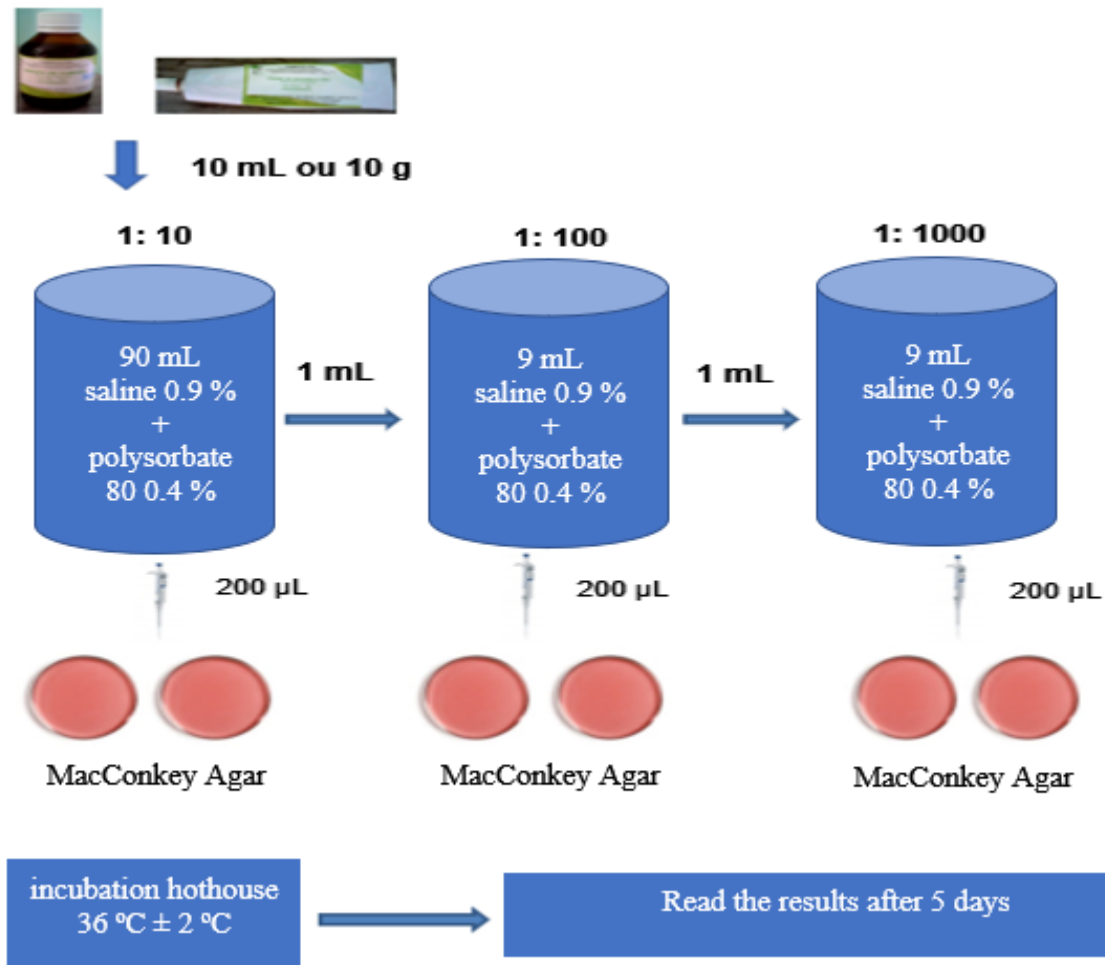 10 mL ou 10 g
1: 10
1: 100
1: 1000
90 mL
saline 0.9 %
+
polysorbate
80 0.4 %
1 mL
9 mL
saline 0.9 %
+
polysorbate
80 0.4 %
1 mL
9 mL
saline 0.9 %
+
polysorbate
80 0.4 %
200 µL
200 µL
200 µL
MacConkey Agar
MacConkey Agar
MacConkey Agar
incubation hothouse
36 ºC ± 2 ºC
Read the results after 5 days